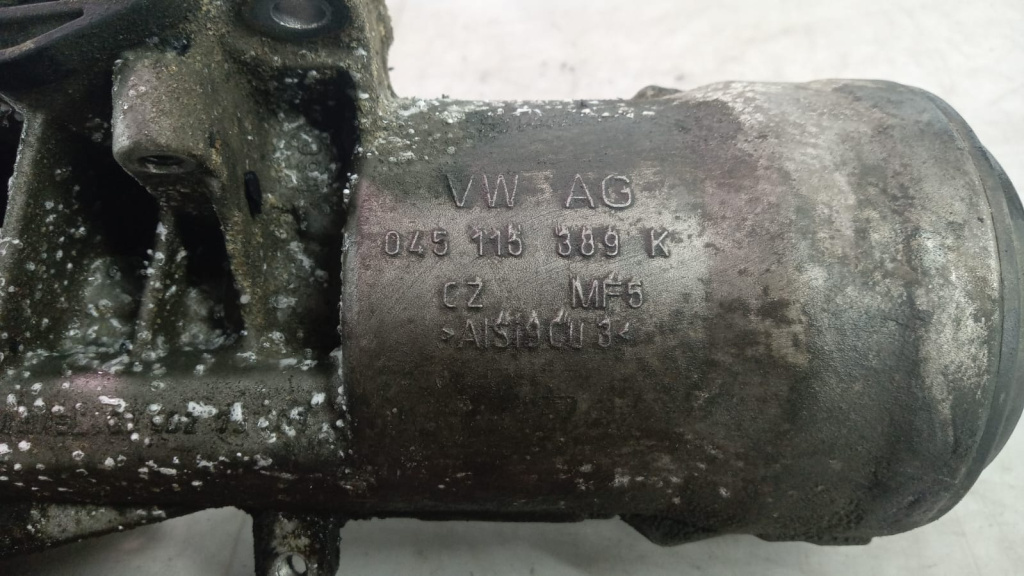 VW AG
045 115 389 K
CZ MF5
>AlSi9CU3<